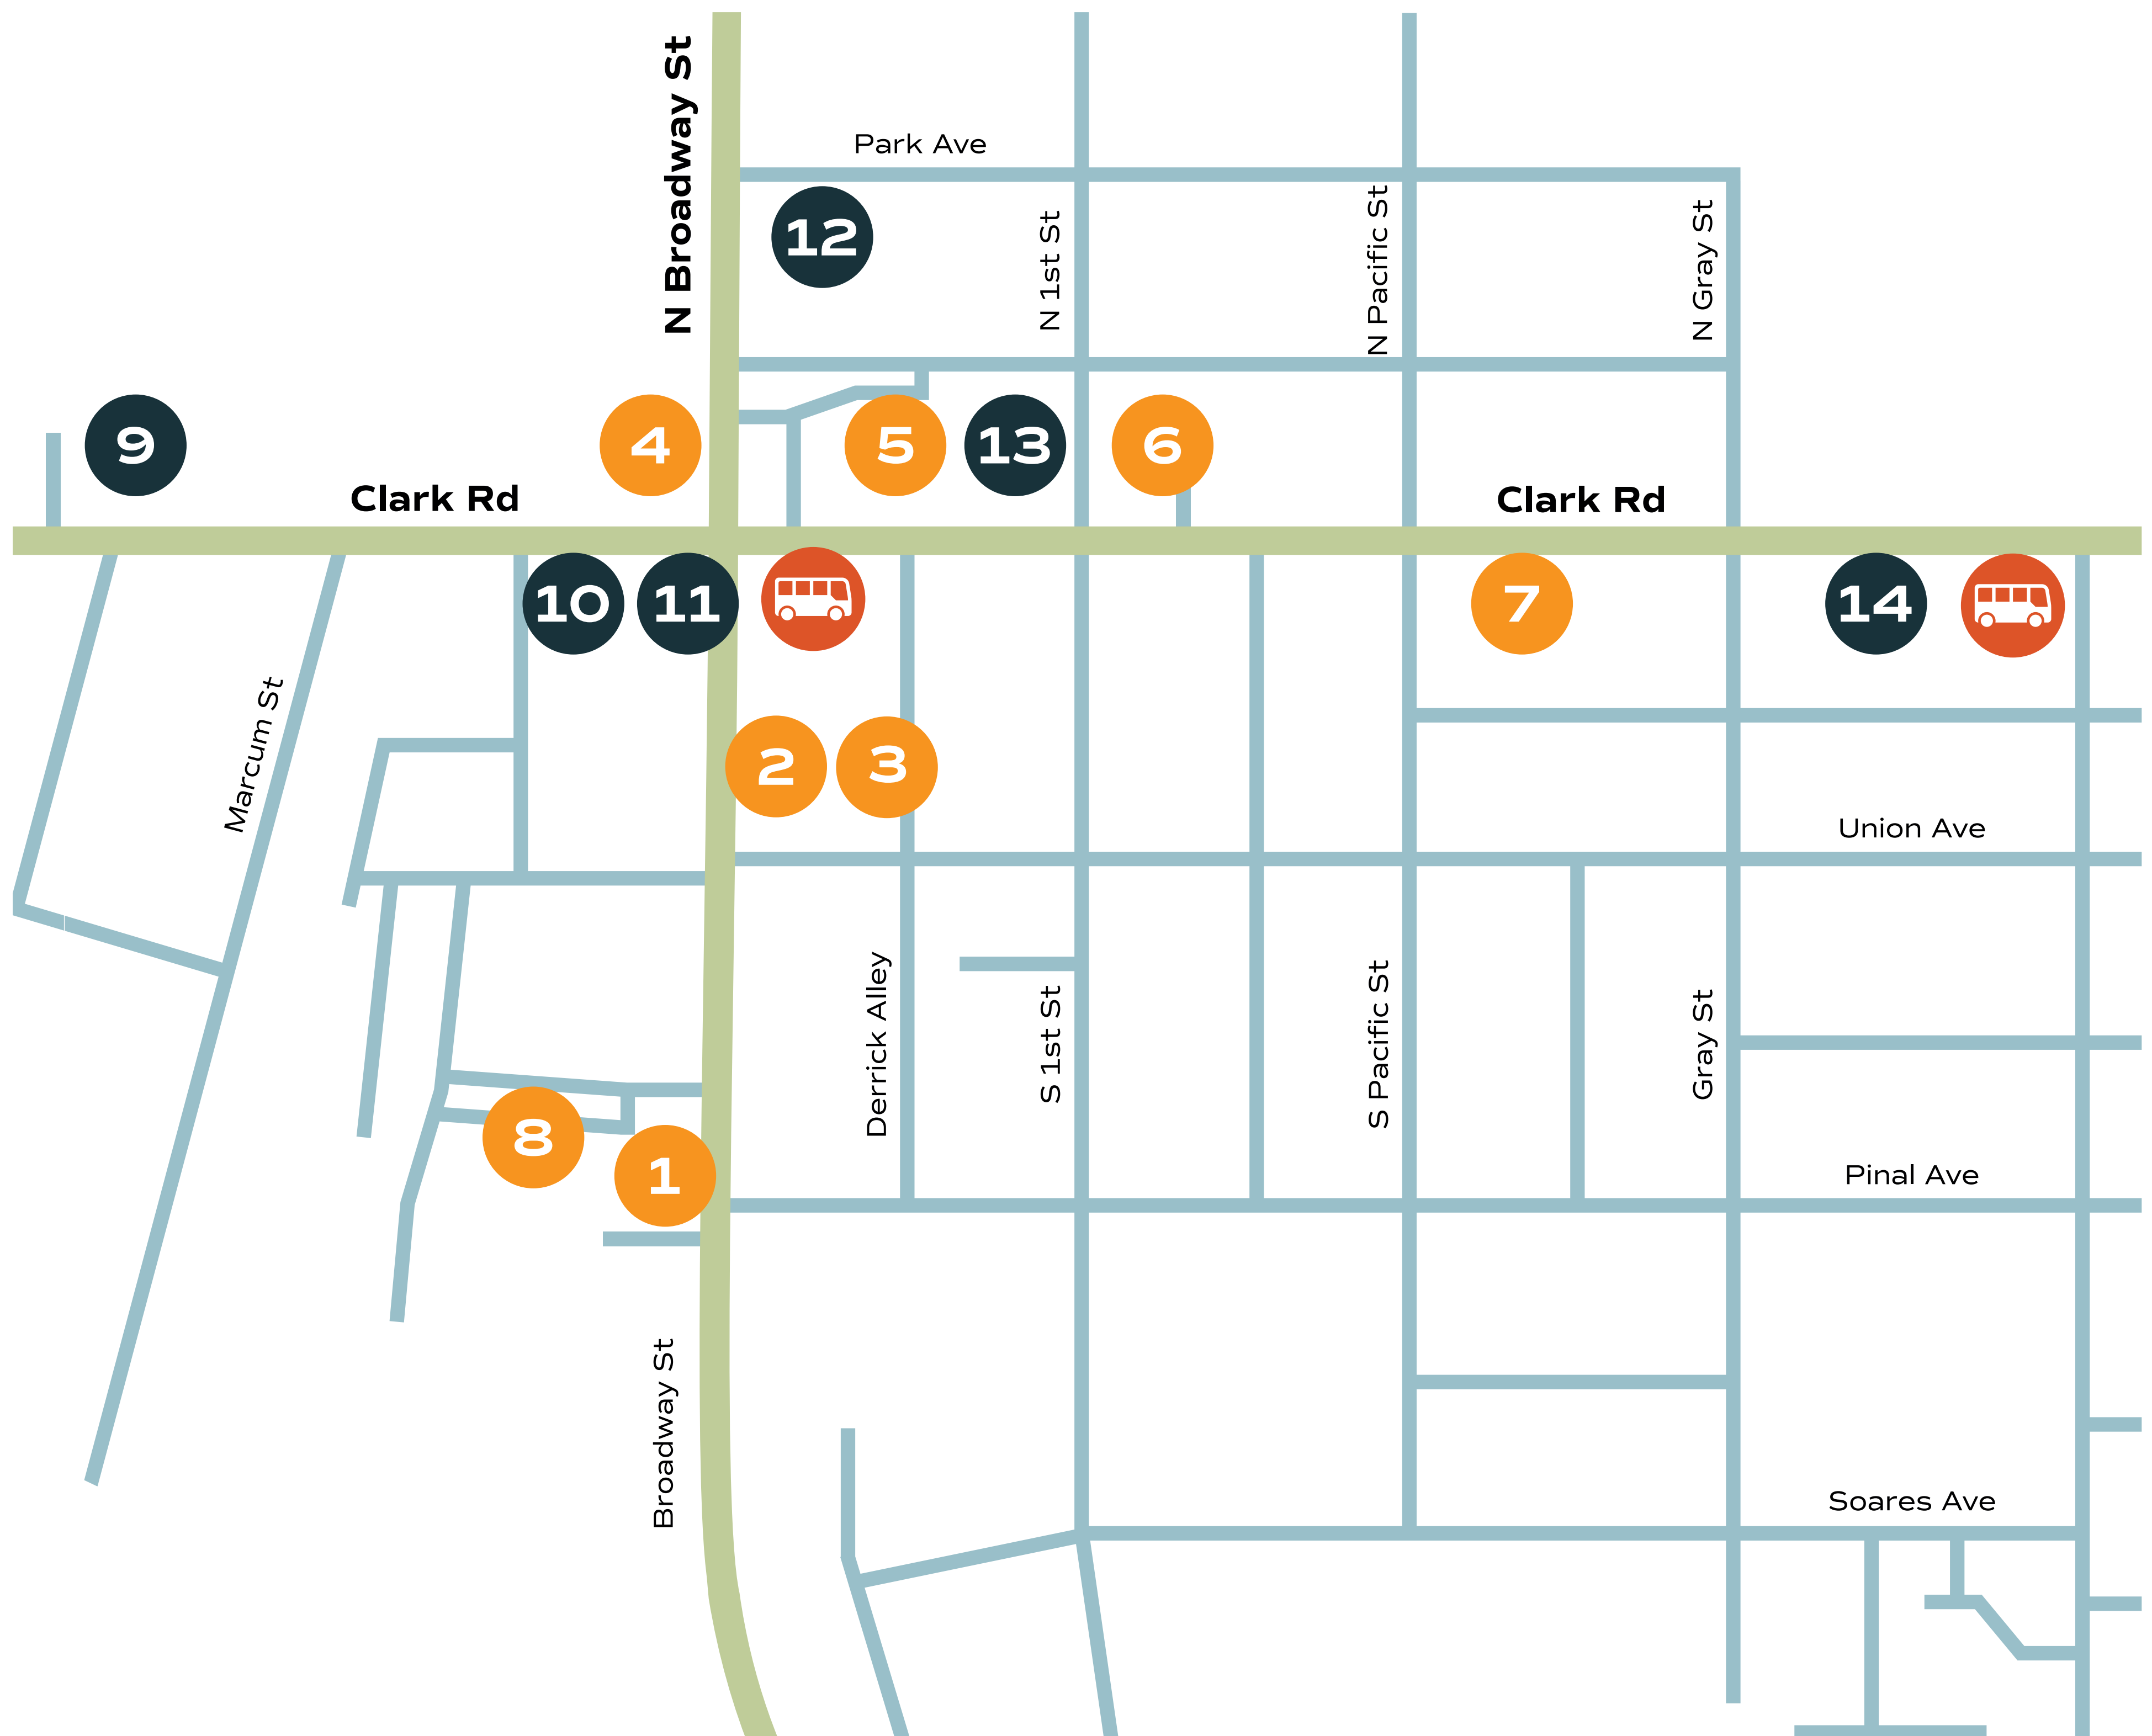 N Broadway St
Park Ave
12
N 1st St
N Pacific St
N Gray St
9
4
5
13
6
Clark Rd
Clark Rd
10
11
7
14
Marcum St
2
3
Union Ave
Derrick Alley
S 1st St
S Pacific St
Gray St
8
1
Pinal Ave
Broadway St
Soares Ave